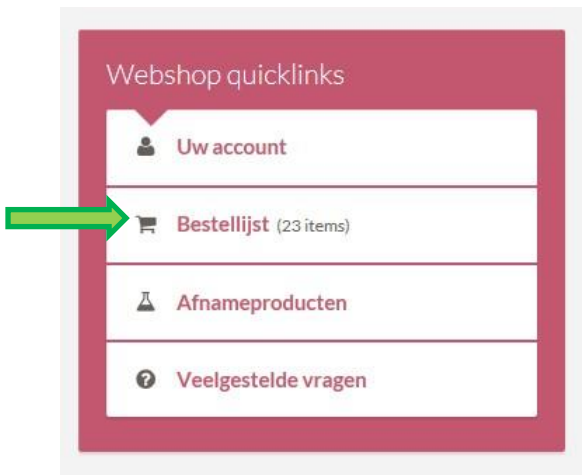 Webshop quicklinks
Uw account
Bestellijst (23 items)
Afnameproducten
Veelgestelde vragen